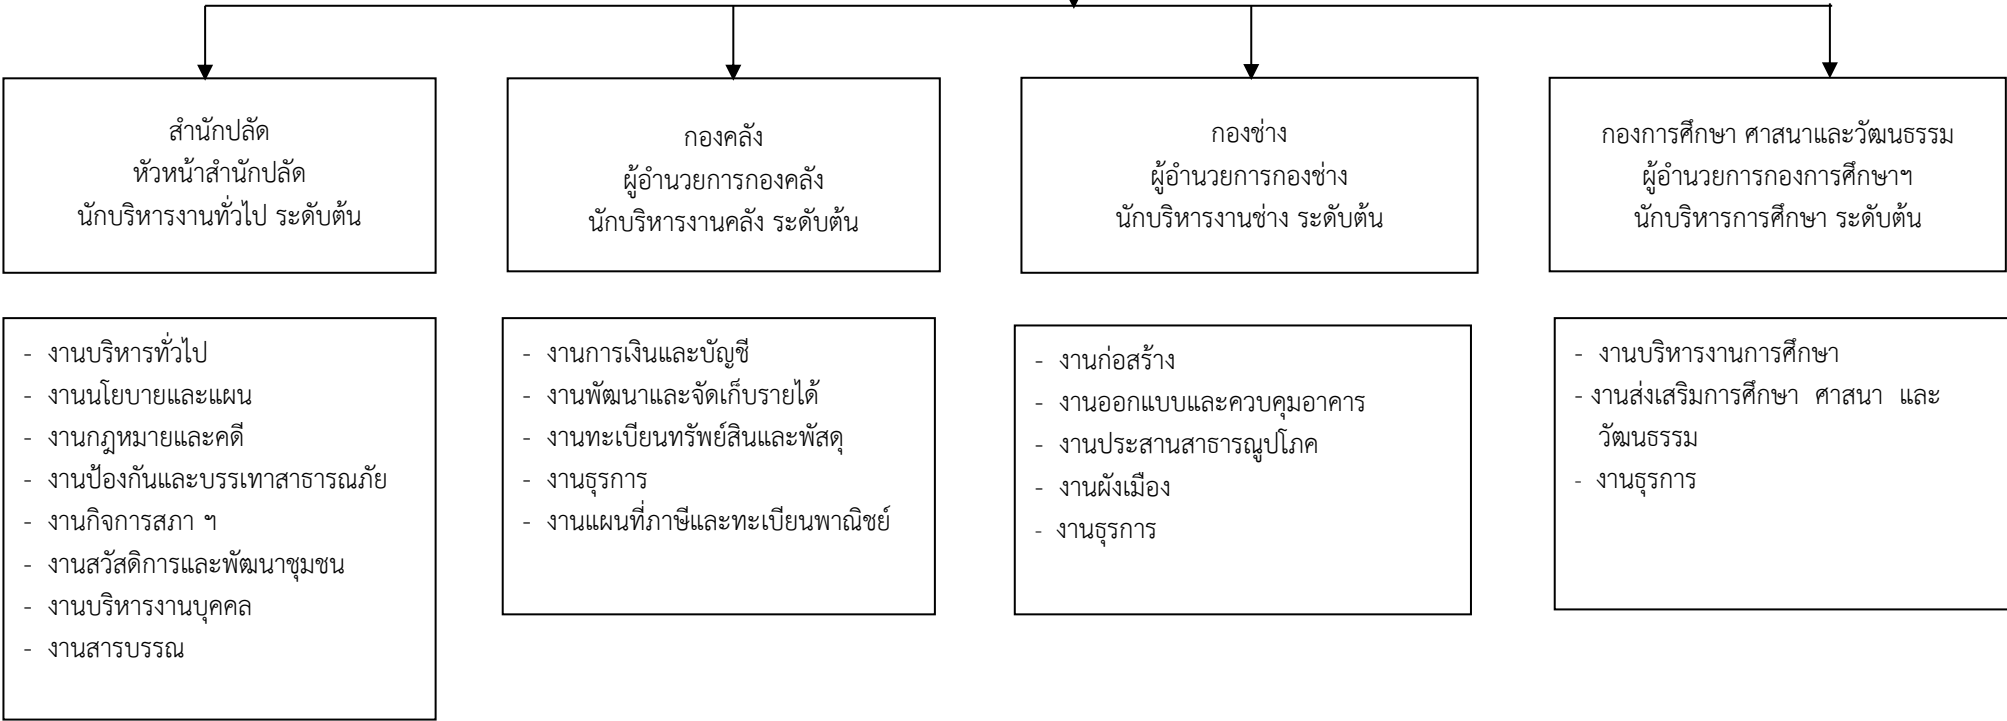 สำนักปลัด
หัวหน้าสำนักปลัด
นักบริหารงานทั่วไป ระดับต้น
กองคลัง
ผู้อำนวยการกองคลัง
นักบริหารงานคลัง ระดับต้น
กองช่าง
ผู้อำนวยการกองช่าง
นักบริหารงานช่าง ระดับต้น
กองการศึกษา ศาสนาและวัฒนธรรม
ผู้อำนวยการกองการศึกษาฯ
นักบริหารการศึกษา ระดับต้น
- งานบริหารทั่วไป
- งานนโยบายและแผน
- งานกฎหมายและคดี
- งานป้องกันและบรรเทาสาธารณภัย
- งานกิจการสภา ฯ
- งานสวัสดิการและพัฒนาชุมชน
- งานบริหารงานบุคคล
- งานสารบรรณ
- งานการเงินและบัญชี
- งานพัฒนาและจัดเก็บรายได้
- งานทะเบียนทรัพย์สินและพัสดุ
- งานธุรการ
- งานแผนที่ภาษีและทะเบียนพาณิชย์
- งานก่อสร้าง
- งานออกแบบและควบคุมอาคาร
- งานประสานสาธารณูปโภค
- งานผังเมือง
- งานธุรการ
- งานบริหารงานการศึกษา
- งานส่งเสริมการศึกษา ศาสนา และ
วัฒนธรรม
- งานธุรการ